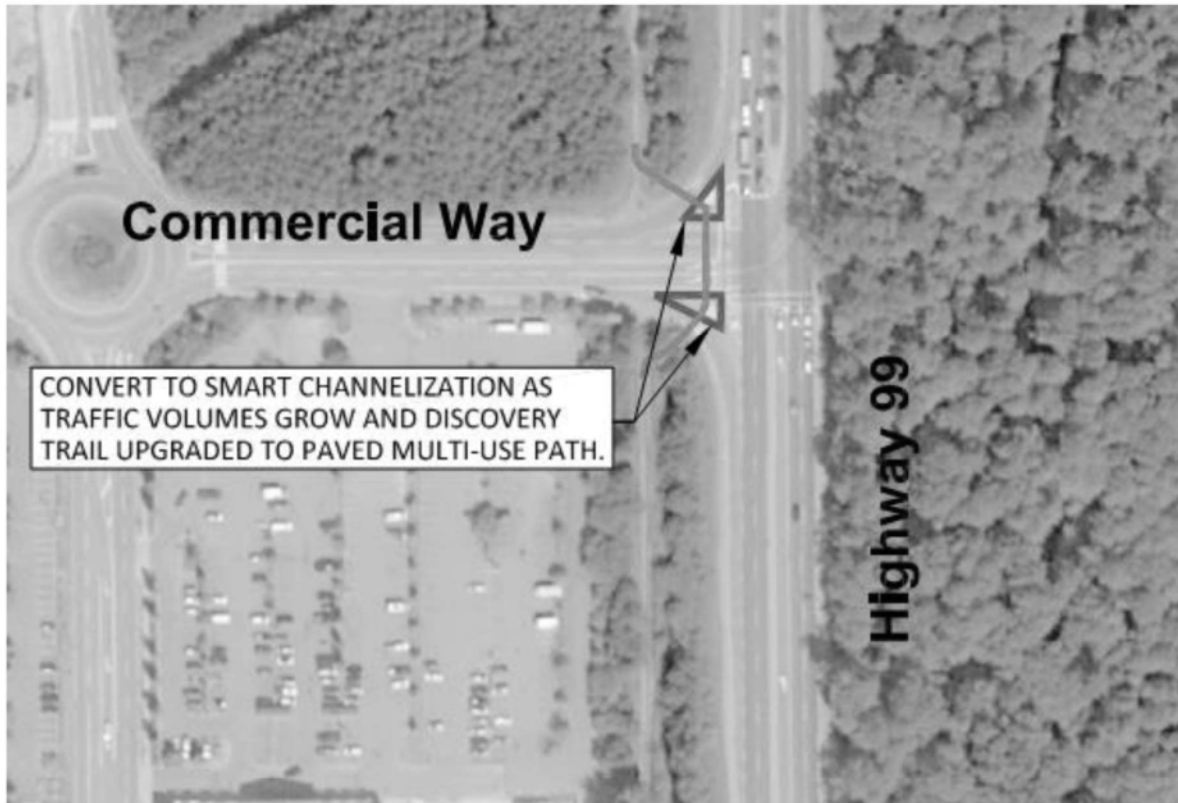 Commercial Way
CONVERT TO SMART CHANNELIZATION AS
TRAFFIC VOLUMES GROW AND DISCOVERY
TRAIL UPGRADED TO PAVED MULTI-USE PATH.
Highway 99